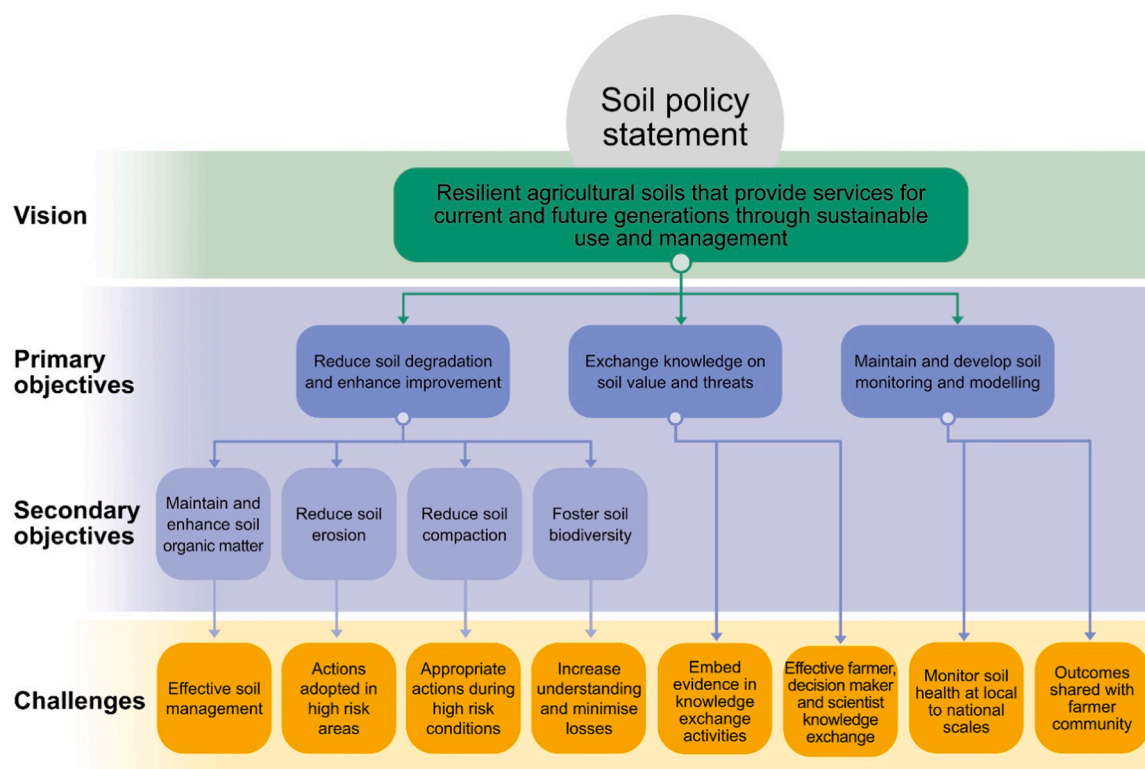 Soil policy
statement
Vision
Resilient agricultural soils that provide services for
current and future generations through sustainable
use and management
Primary
objectives
Reduce soil degradation
and enhance improvement
Exchange knowledge on
soil value and threats
Maintain and develop soil
monitoring and modelling
Secondary
objectives
Maintain and
enhance soil
organic matter
Reduce soil
erosion
Reduce soil
compaction
Foster soil
biodiversity
Challenges
Effective soil
management
Actions
adopted in
high risk
areas
Appropriate
actions during
high risk
conditions
Increase
understanding
and minimise
losses
Embed
evidence in
knowledge
exchange
activities
Effective farmer,
decision maker
and scientist
knowledge
exchange
Monitor soil
health at local
to national
scales
Outcomes
shared with
farmer
community